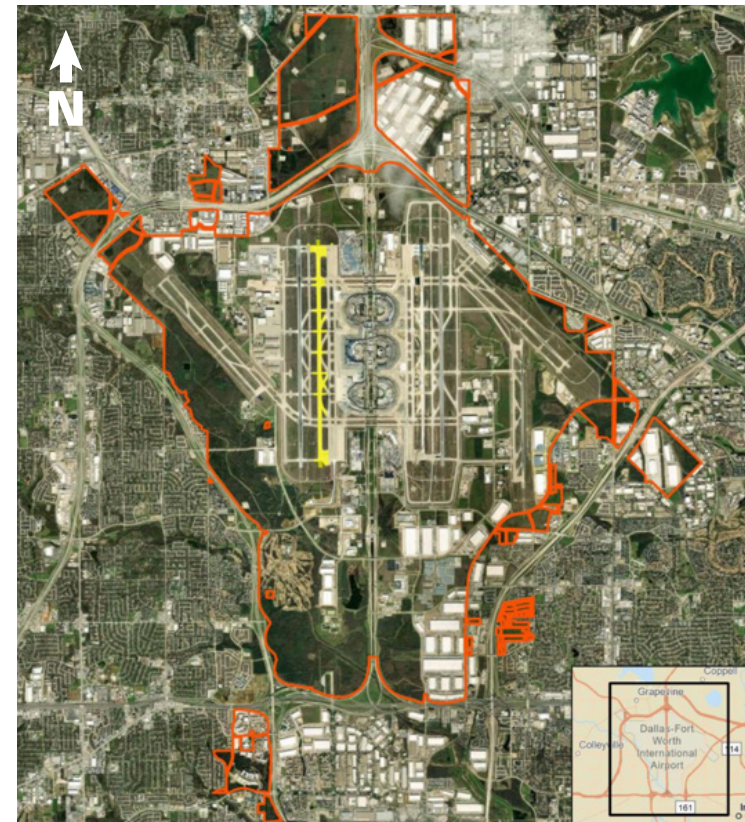 N
Coppell
Grapevine
Dallas-Fort
Worth
International
Airport
Colleyville
114
161